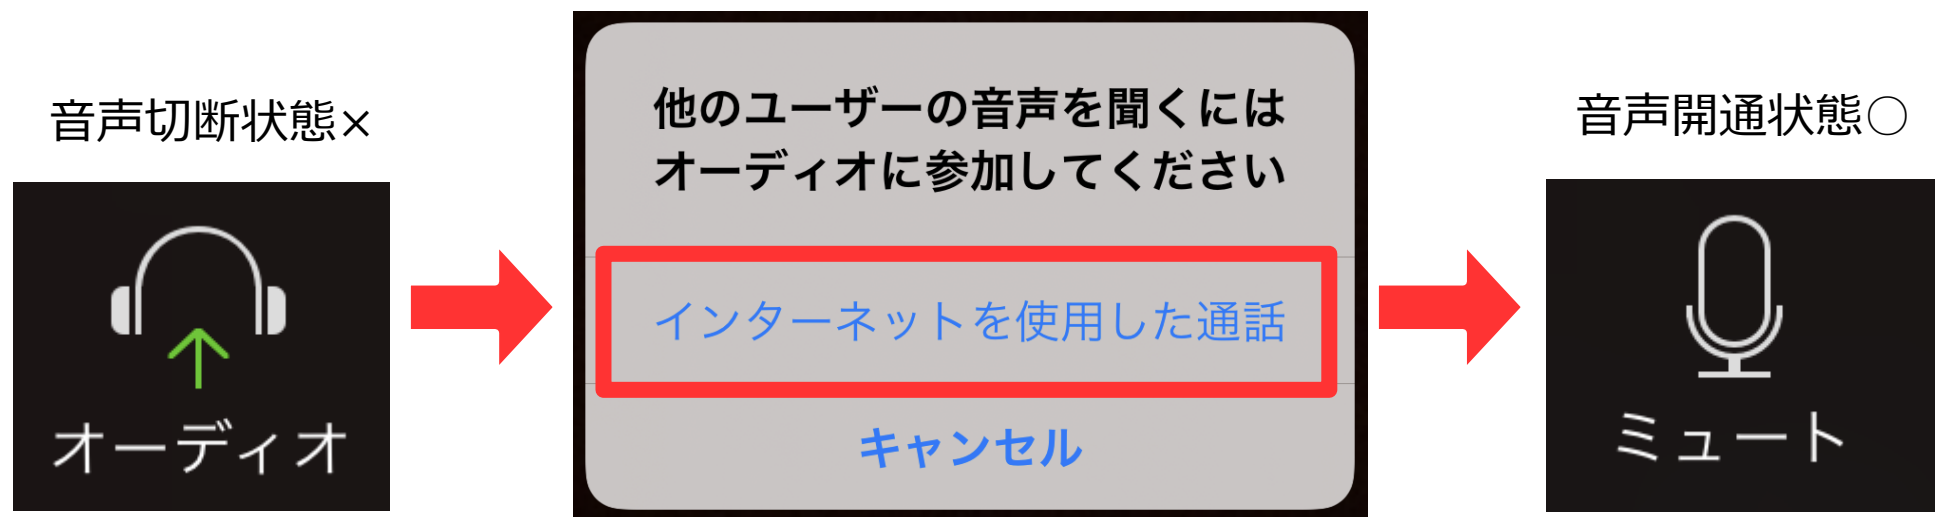 音声切断状態×
オーディオ
他のユーザーの音声を聞くには
オーディオに参加してください
インターネットを使用した通話
キャンセル
音声開通状態〇
ミュート